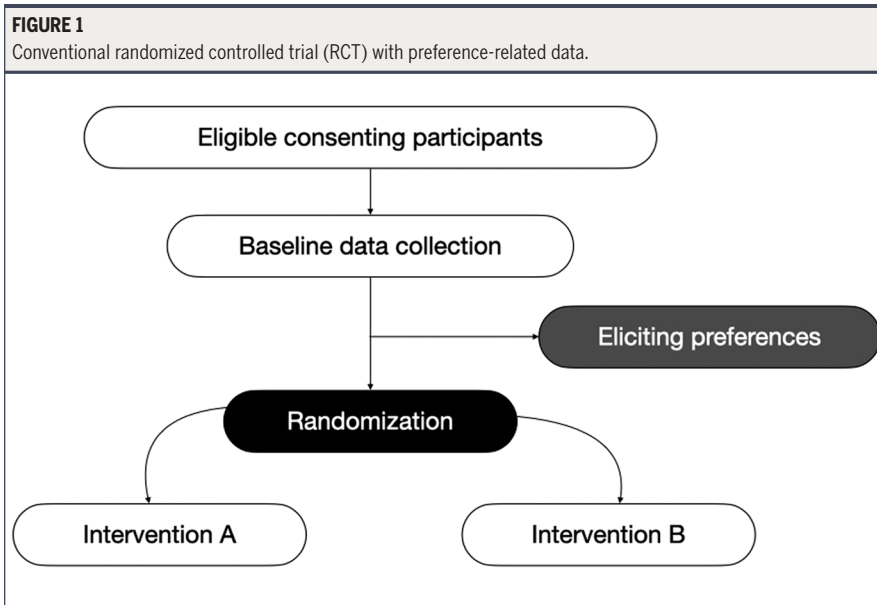 FIGURE 1
Conventional randomized controlled trial (RCT) with preference-related data.
Eligible consenting participants
Baseline data collection
Eliciting preferences
Randomization
Intervention A
Intervention B